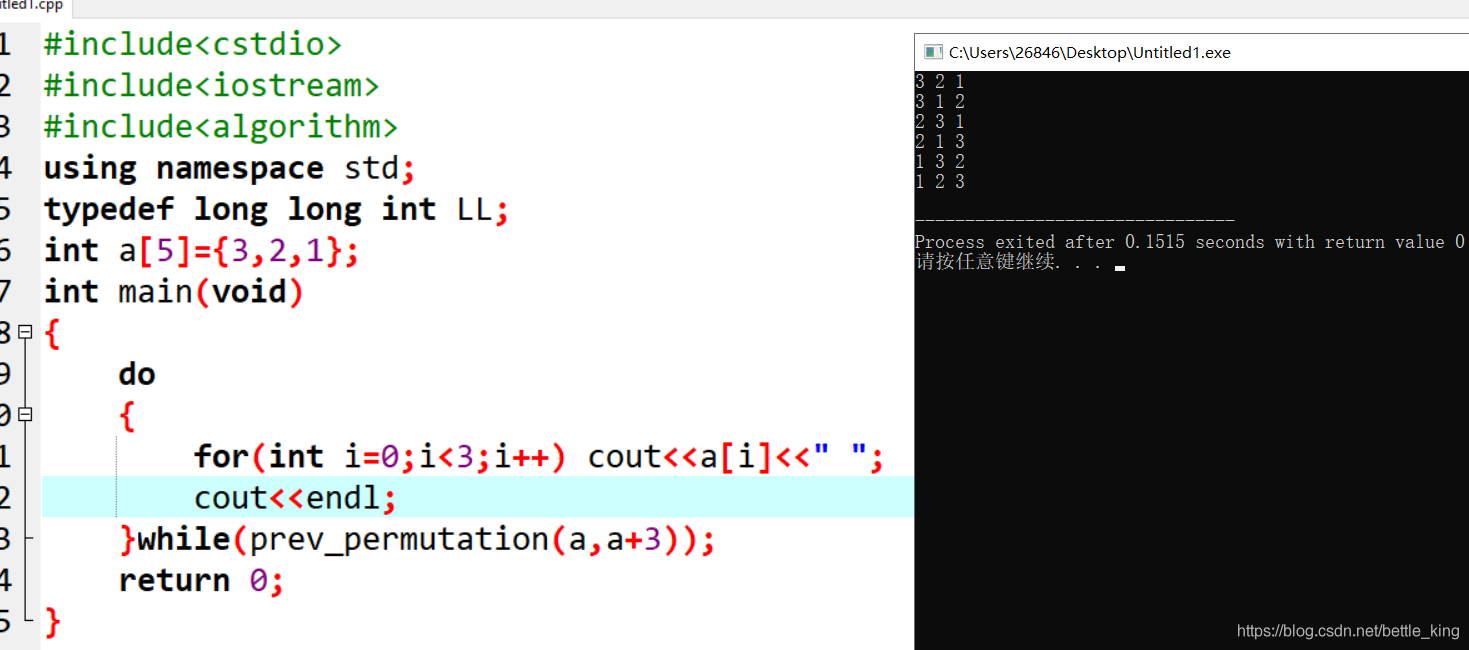 Untitled1.cpp
1 #include<cstdio>
2 #include<iostream>
3 #include<algorithm>
4 using namespace std;
5 typedef long long int LL;
6 int a[5]={3,2,1};
7 int main(void)
8 {
9 do
0 {
1 for(int i=0;i<3;i++) cout<<a[i]<<" ";
2 cout<<endl;
3 }while(prev_permutation(a,a+3));
4 return 0;
5 }
C:\Users\26846\Desktop\Untitled1.exe
3 2 1
3 1 2
2 3 1
2 1 3
1 3 2
1 2 3
--------------------------------
Process exited after 0.1515 seconds with return value 0
请按任意键继续. . .
https://blog.csdn.net/bettle_king